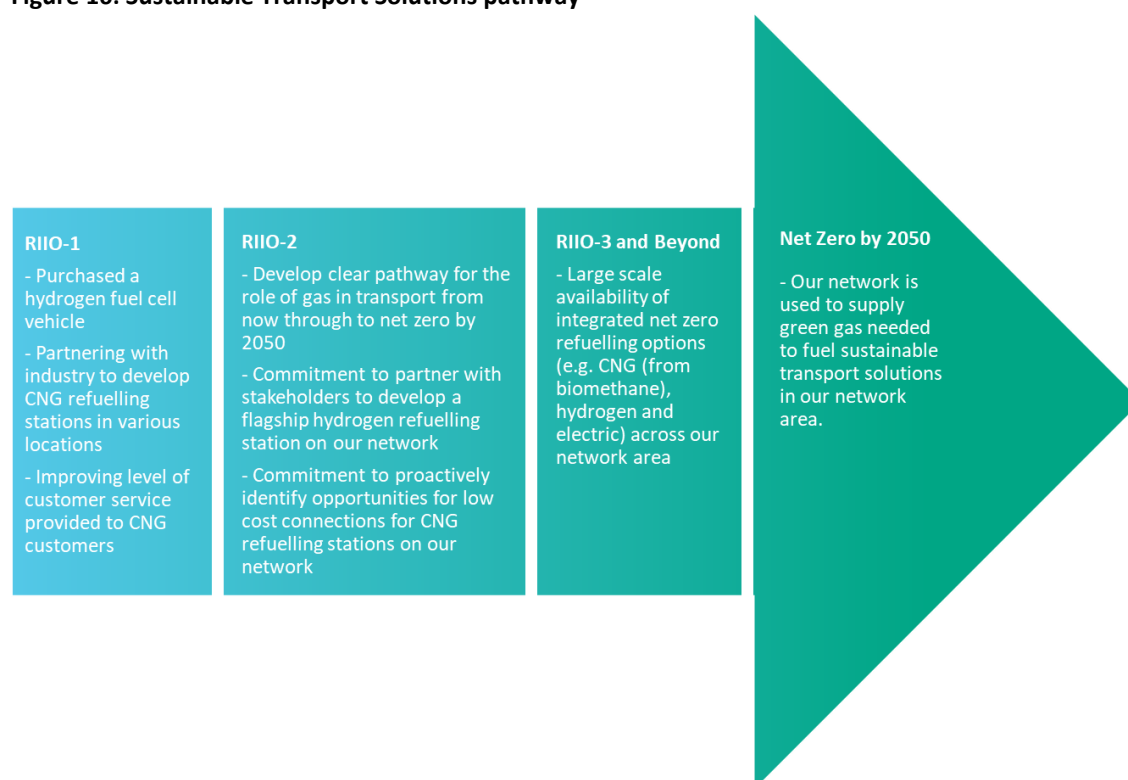 Figure 10: Sustainable Transport Solutions pathway
RIIO-1
- Purchased a
hydrogen fuel cell
vehicle
- Partnering with
industry to develop
CNG refuelling
stations in various
locations
- Improving level of
customer service
provided to CNG
customers
RIIO-2
- Develop clear pathway for the
role of gas in transport from
now through to net zero by
2050
- Commitment to partner with
stakeholders to develop a
flagship hydrogen refuelling
station on our network
- Commitment to proactively
identify opportunities for low
cost connections for CNG
refuelling stations on our
network
RIIO-3 and Beyond
- Large scale
availability of
integrated net zero
refuelling options
(e.g. CNG (from
biomethane),
hydrogen and
electric) across our
network area
Net Zero by 2050
- Our network is
used to supply
green gas needed
to fuel sustainable
transport solutions
in our network
area.